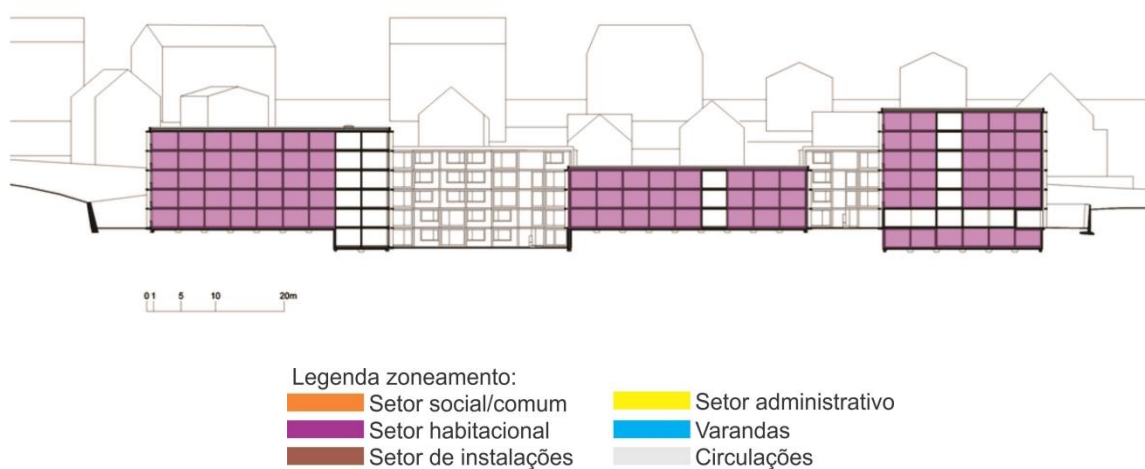 0 1 5 10 20m
Legenda zoneamento:
Setor social/comum
Setor habitacional
Setor de instalações
Setor administrativo
Varandas
Circulações